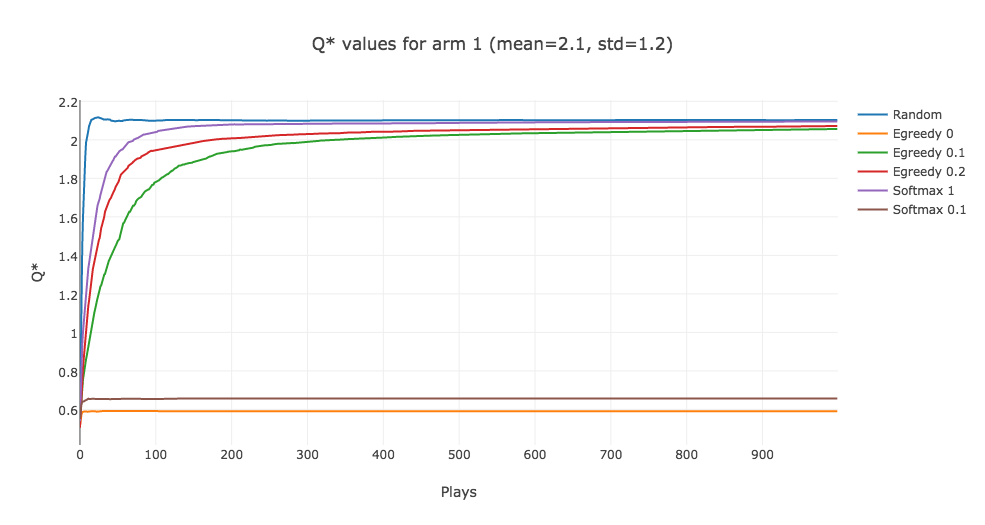 Q* values for arm 1 (mean=2.1, std=1.2)
2.2
2
1.8
1.6
1.4
1.2
1
0.8
0.6
Q*
0 100 200 300 400 500 600 700 800 900
Plays
Random
Egreedy 0
Egreedy 0.1
Egreedy 0.2
Softmax 1
Softmax 0.1